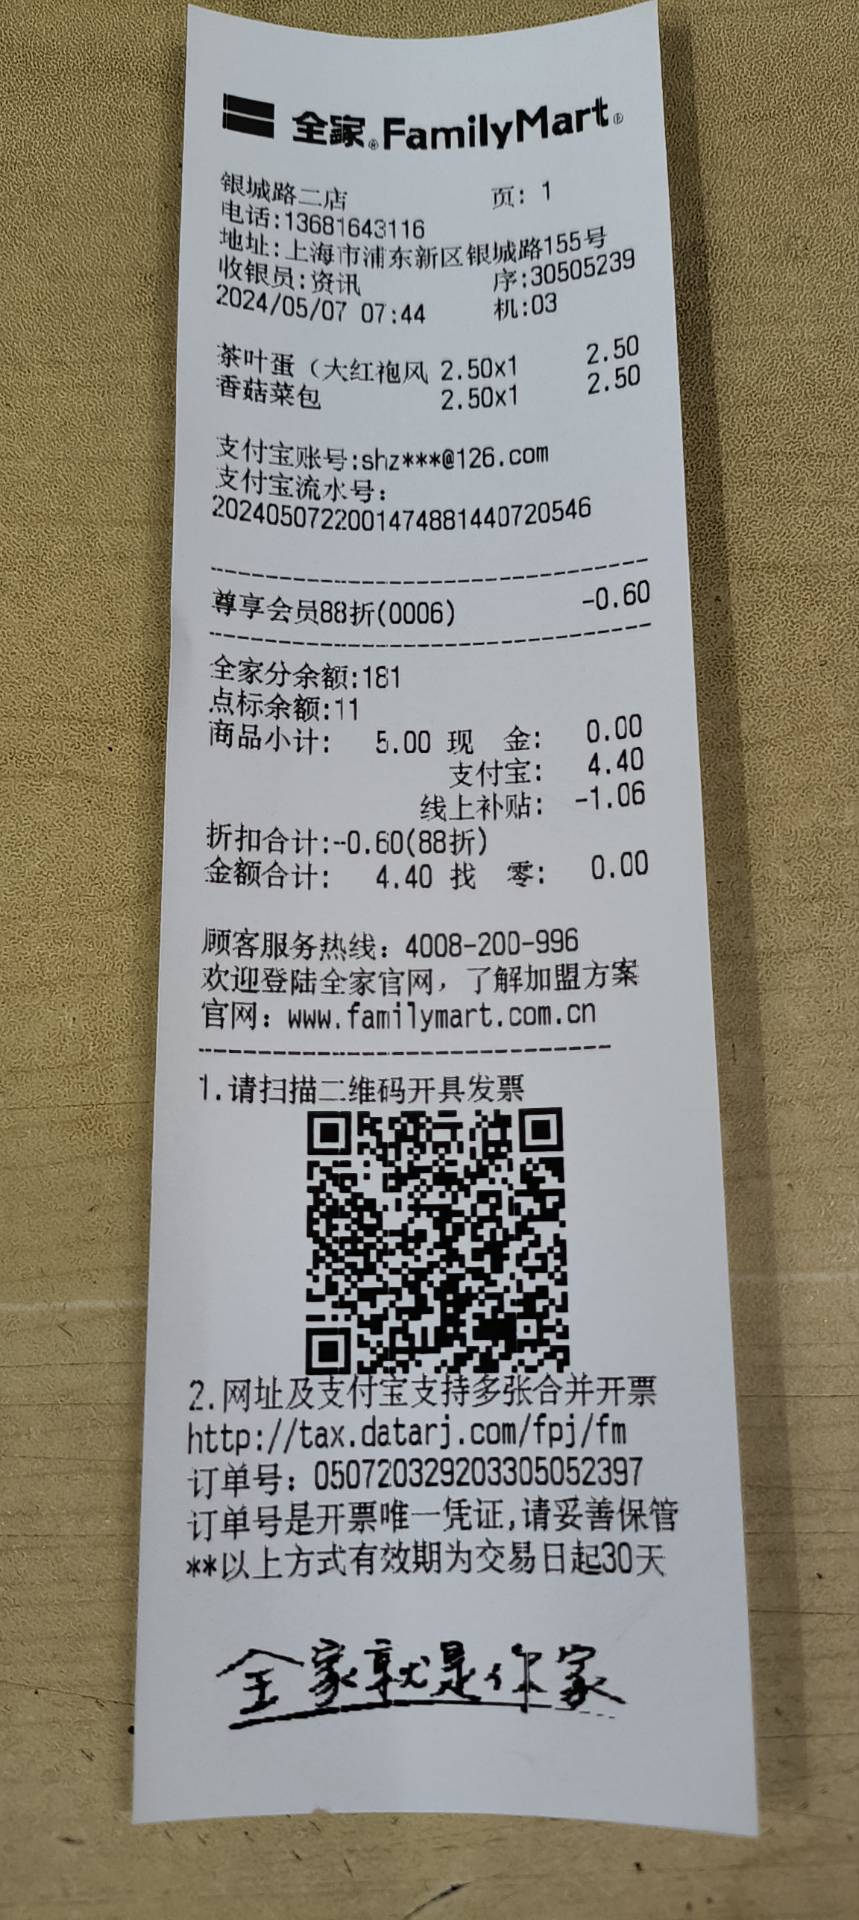 全家®FamilyMart®
银城路二店 页: 1
电话:13681643116
地址:上海市浦东新区银城路155号
收银员:资讯 序:30505239
2024/05/07 07:44 机:03
茶叶蛋（大红袍风 2.50x1 2.50
香菇菜包 2.50x1 2.50
支付宝账号:shz***@126.com
支付宝流水号:
2024050722001474881440720546
尊享会员88折(0006) -0.60
全家分余额:181
点标余额:11
商品小计: 5.00 现 金: 0.00
支付宝: 4.40
线上补贴: -1.06
折扣合计:-0.60(88折)
金额合计: 4.40 找 零: 0.00
顾客服务热线: 4008-200-996
欢迎登陆全家官网，了解加盟方案
官网: www.familymart.com.cn
1.请扫描二维码开具发票
2.网址及支付宝支持多张合并开票
http://tax.datarj.com/fpj/fm
订单号: 050720329203305052397
订单号是开票唯一凭证,请妥善保管
**以上方式有效期为交易日起30天
全家就是你家